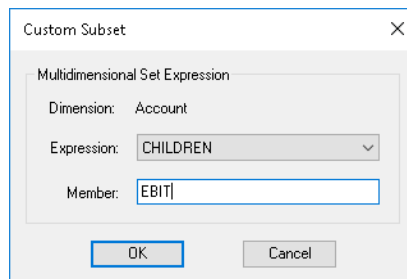 Custom Subset
Multidimensional Set Expression
Dimension: Account
Expression: CHILDREN
Member: EBIT
OK Cancel